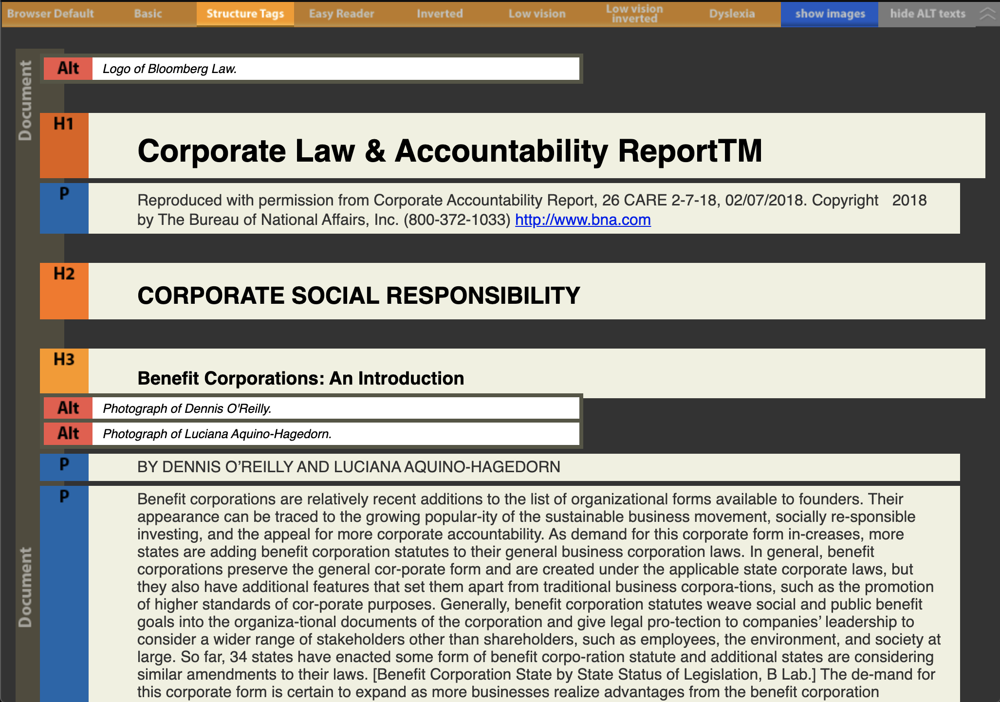 Browser Default Basic Structure Tags Easy Reader Inverted Low vision Low vision inverted Dyslexia show images hide ALT texts
Document
Alt Logo of Bloomberg Law.
H1 Corporate Law & Accountability ReportTM
P Reproduced with permission from Corporate Accountability Report, 26 CARE 2-7-18, 02/07/2018. Copyright 2018
by The Bureau of National Affairs, Inc. (800-372-1033) http://www.bna.com
H2 CORPORATE SOCIAL RESPONSIBILITY
H3 Benefit Corporations: An Introduction
Alt Photograph of Dennis O'Reilly.
Alt Photograph of Luciana Aquino-Hagedorn.
P BY DENNIS O’REILLY AND LUCIANA AQUINO-HAGEDORN
Document
P Benefit corporations are relatively recent additions to the list of organizational forms available to founders. Their
appearance can be traced to the growing popular-ity of the sustainable business movement, socially re-sponsible
investing, and the appeal for more corporate accountability. As demand for this corporate form in-creases, more
states are adding benefit corporation statutes to their general business corporation laws. In general, benefit
corporations preserve the general cor-porate form and are created under the applicable state corporate laws, but
they also have additional features that set them apart from traditional business corpora-tions, such as the promotion
of higher standards of cor-porate purposes. Generally, benefit corporation statutes weave social and public benefit
goals into the organiza-tional documents of the corporation and give legal pro-tection to companies’ leadership to
consider a wider range of stakeholders other than shareholders, such as employees, the environment, and society at
large. So far, 34 states have enacted some form of benefit corpo-ration statute and additional states are considering
similar amendments to their laws. [Benefit Corporation State by State Status of Legislation, B Lab.] The de-mand for
this corporate form is certain to expand as more businesses realize advantages from the benefit corporation